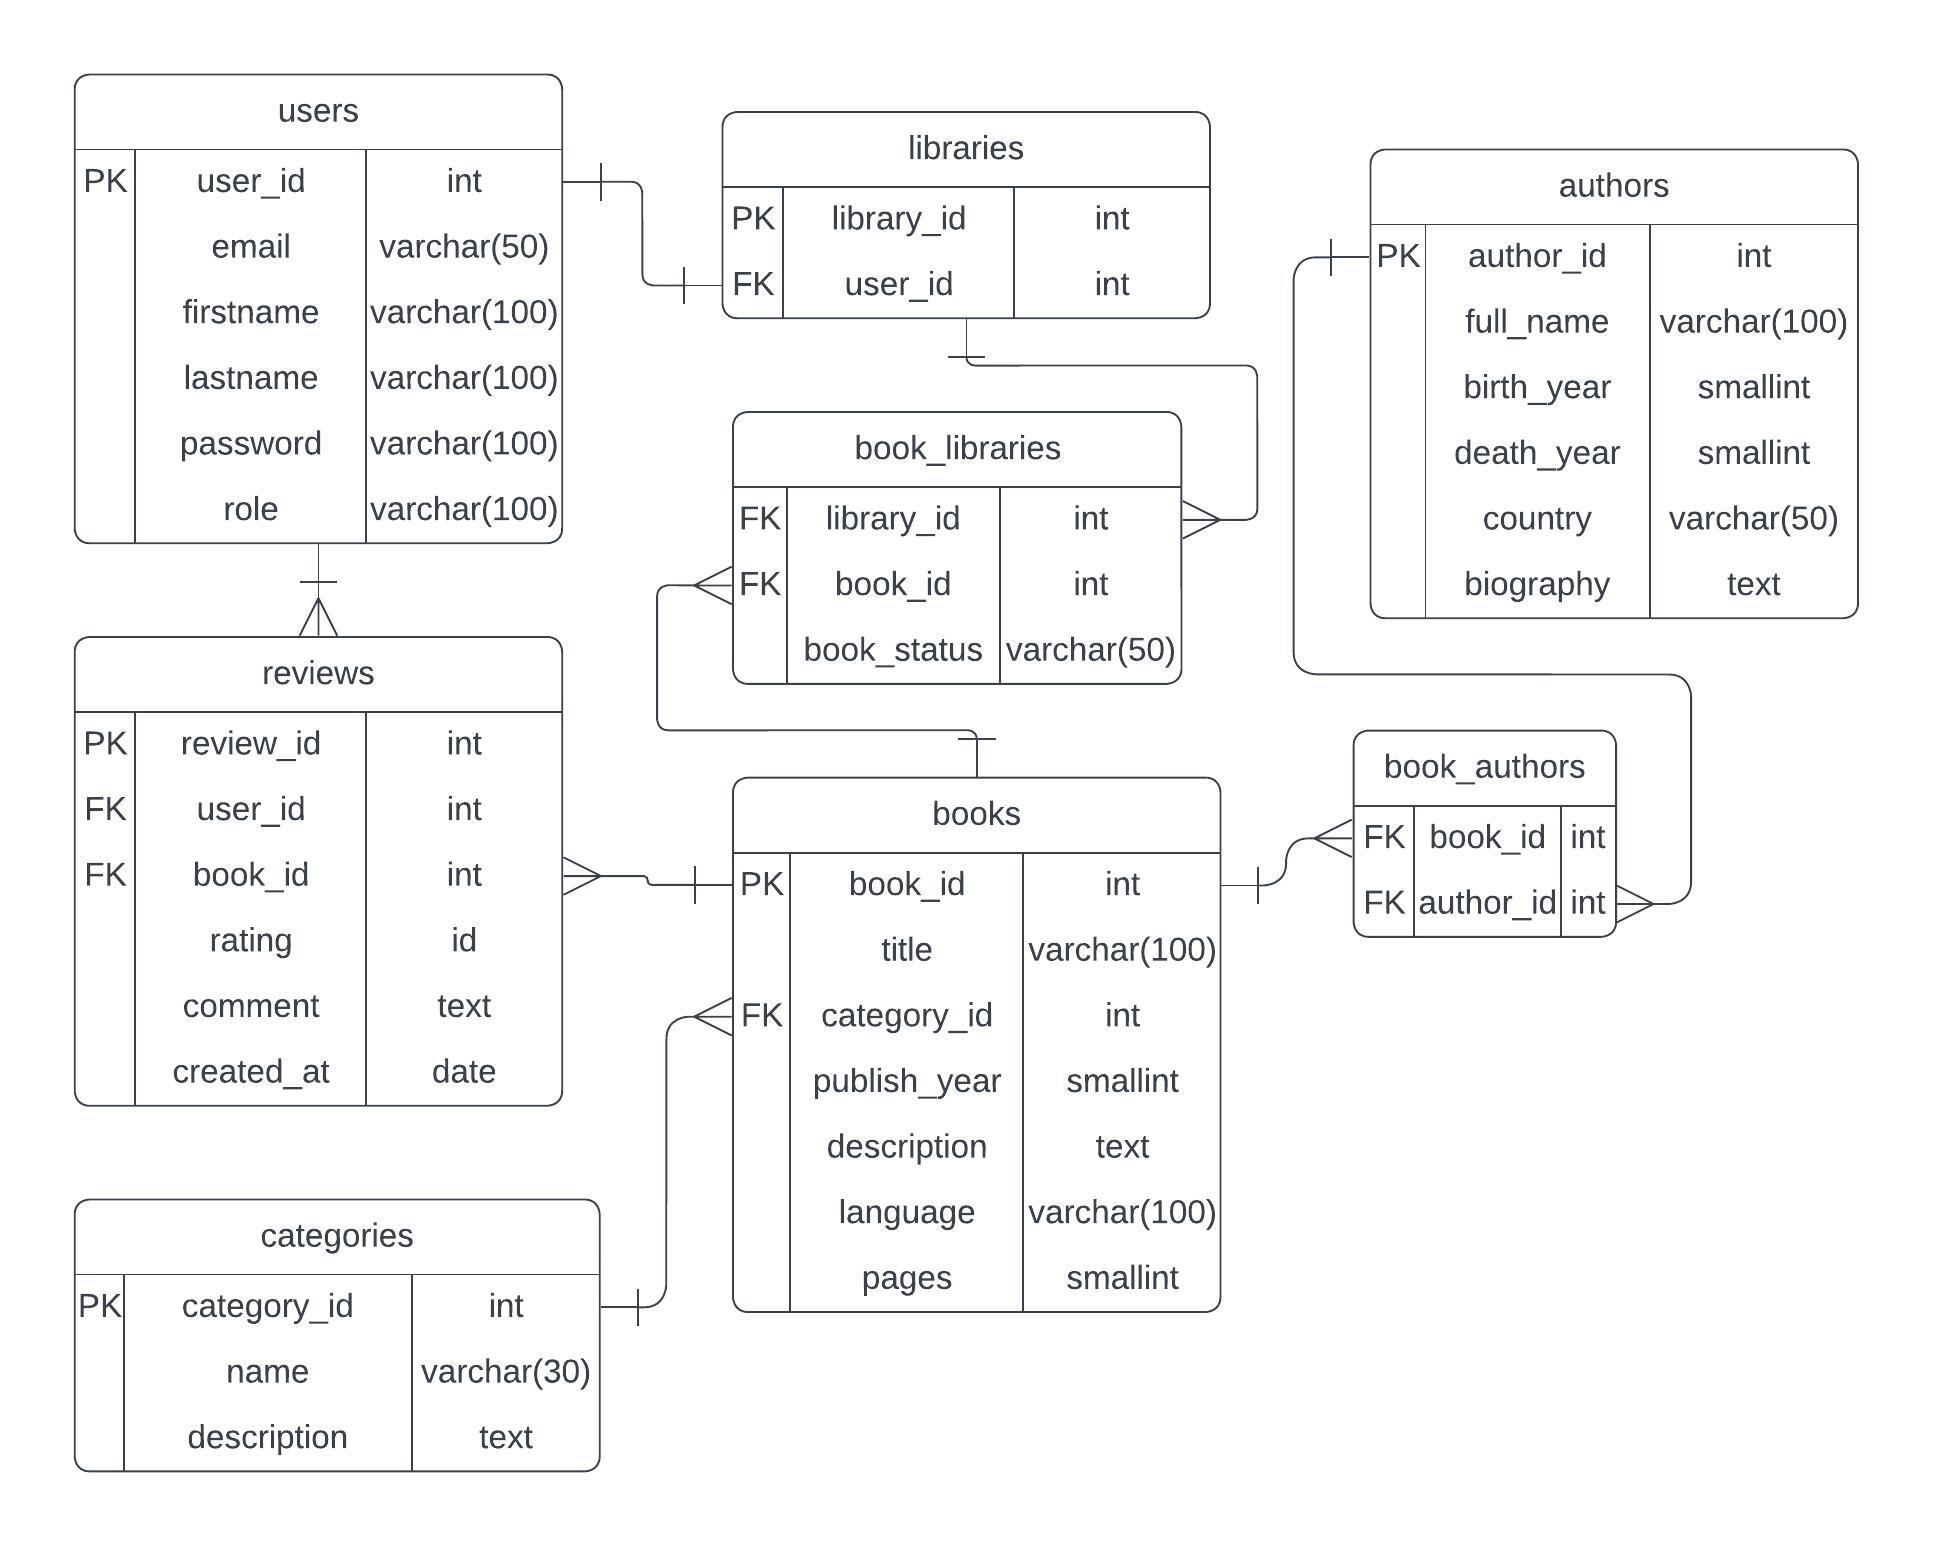 users
PK user_id int
email varchar(50)
firstname varchar(100)
lastname varchar(100)
password varchar(100)
role varchar(100)
libraries
PK library_id int
FK user_id int
authors
PK author_id int
full_name varchar(100)
birth_year smallint
death_year smallint
country varchar(50)
biography text
book_libraries
FK library_id int
FK book_id int
book_status varchar(50)
reviews
PK review_id int
FK user_id int
FK book_id int
rating id
comment text
created_at date
books
PK book_id int
title varchar(100)
FK category_id int
publish_year smallint
description text
language varchar(100)
pages smallint
book_authors
FK book_id int
FK author_id int
categories
PK category_id int
name varchar(30)
description text